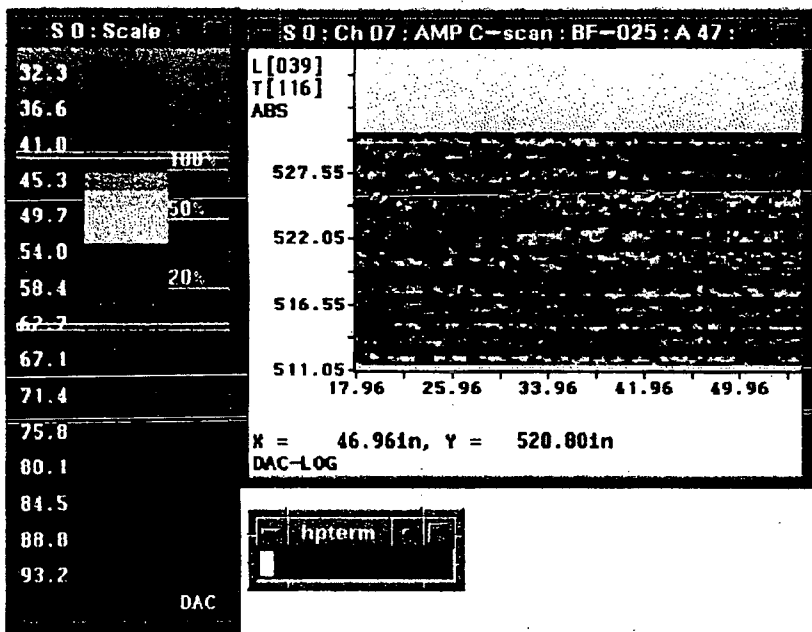 S 0 : Scale
32.3
36.6
41.0
100%
45.3
49.7
50%
54.0
58.4
20%
62.7
67.1
71.4
75.8
80.1
84.5
88.8
93.2
DAC
S 0 : Ch 07 : AMP C-scan : BF-025 : A 47 :
L[039]
T[116]
ABS
527.55
522.05
516.55
511.05
17.96 25.96 33.96 41.96 49.96
X = 46.96in, Y = 520.80in
DAC-LOG
hpterm